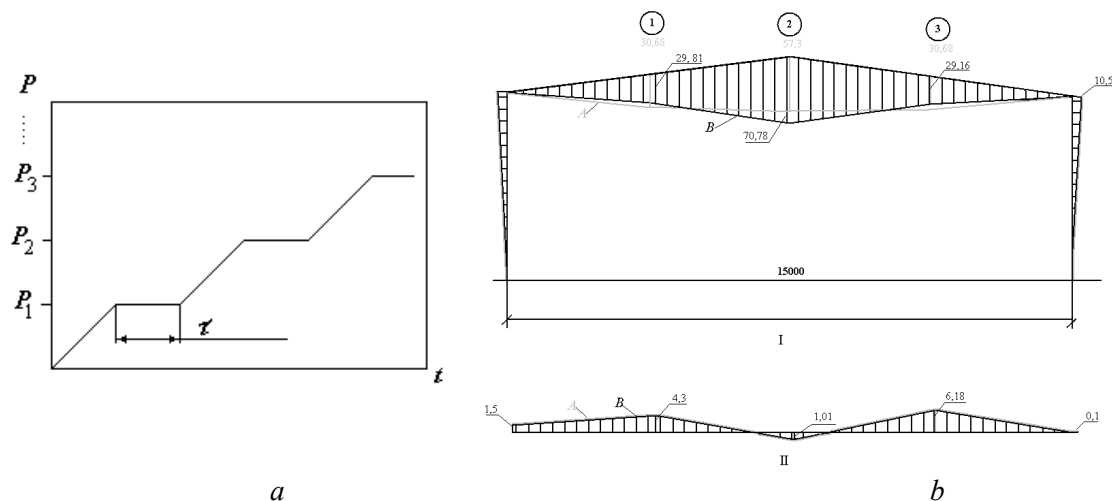 P
P3
P2
P1
τ
t
a
1
2
3
30,68
57,3
30,68
29, 81
29,16
10,5
A
B
70,78
15000
I
1,5
A
B
4,3
1,01
6,18
0,1
II
b